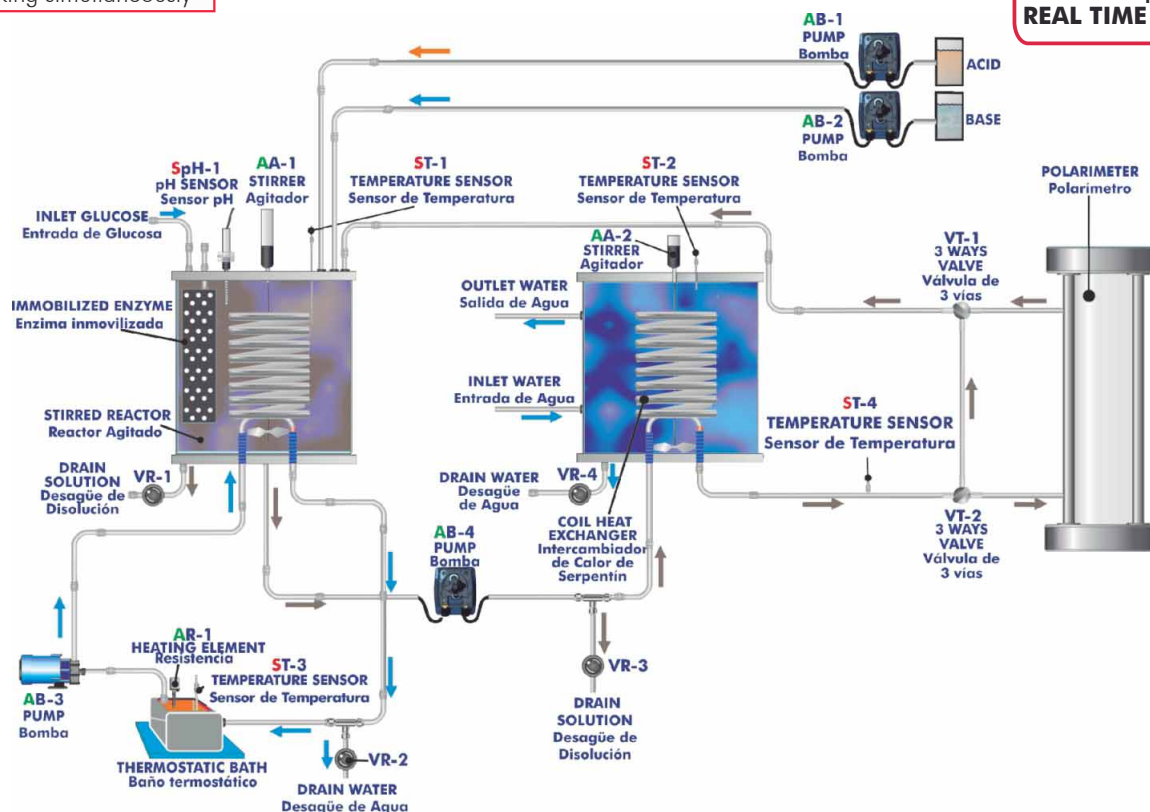 king simultaneously
REAL TIME
AB-1
PUMP
Bomba
ACID
AB-2
PUMP
Bomba
BASE
SpH-1
pH SENSOR
Sensor pH
AA-1
STIRRER
Agitador
ST-1
TEMPERATURE SENSOR
Sensor de Temperatura
ST-2
TEMPERATURE SENSOR
Sensor de Temperatura
POLARIMETER
Polarímetro
INLET GLUCOSE
Entrada de Glucosa
AA-2
STIRRER
Agitador
VT-1
3 WAYS
VALVE
Válvula de
3 vías
OUTLET WATER
Salida de Agua
IMMOBILIZED ENZYME
Enzima inmovilizada
INLET WATER
Entrada de Agua
STIRRED REACTOR
Reactor Agitado
ST-4
TEMPERATURE SENSOR
Sensor de Temperatura
DRAIN
SOLUTION
Desagüe de
Disolución
VR-1
DRAIN WATER
Desagüe
de Agua
VR-4
COIL HEAT
EXCHANGER
Intercambiador
de Calor de
Serpentín
VT-2
3 WAYS
VALVE
Válvula de
3 vías
AB-4
PUMP
Bomba
AR-1
HEATING ELEMENT
Resistencia
ST-3
TEMPERATURE SENSOR
Sensor de Temperatura
VR-3
AB-3
PUMP
Bomba
DRAIN
SOLUTION
Desagüe de
Disolución
THERMOSTATIC BATH
Baño termostático
VR-2
DRAIN WATER
Desagüe de Agua